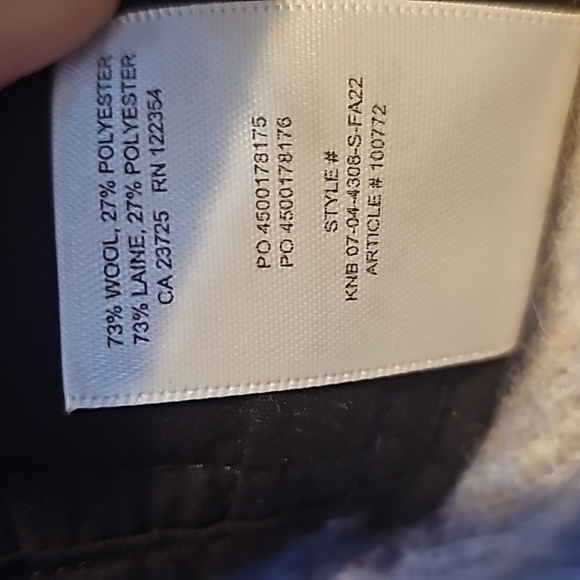 73% WOOL, 27% POLYESTER
73% LAINE, 27% POLYESTER
CA 23725 RN 122354
PO 4500178175
PO 4500178176
STYLE #
KNB 07-04-4308-S-FA22
ARTICLE # 100772